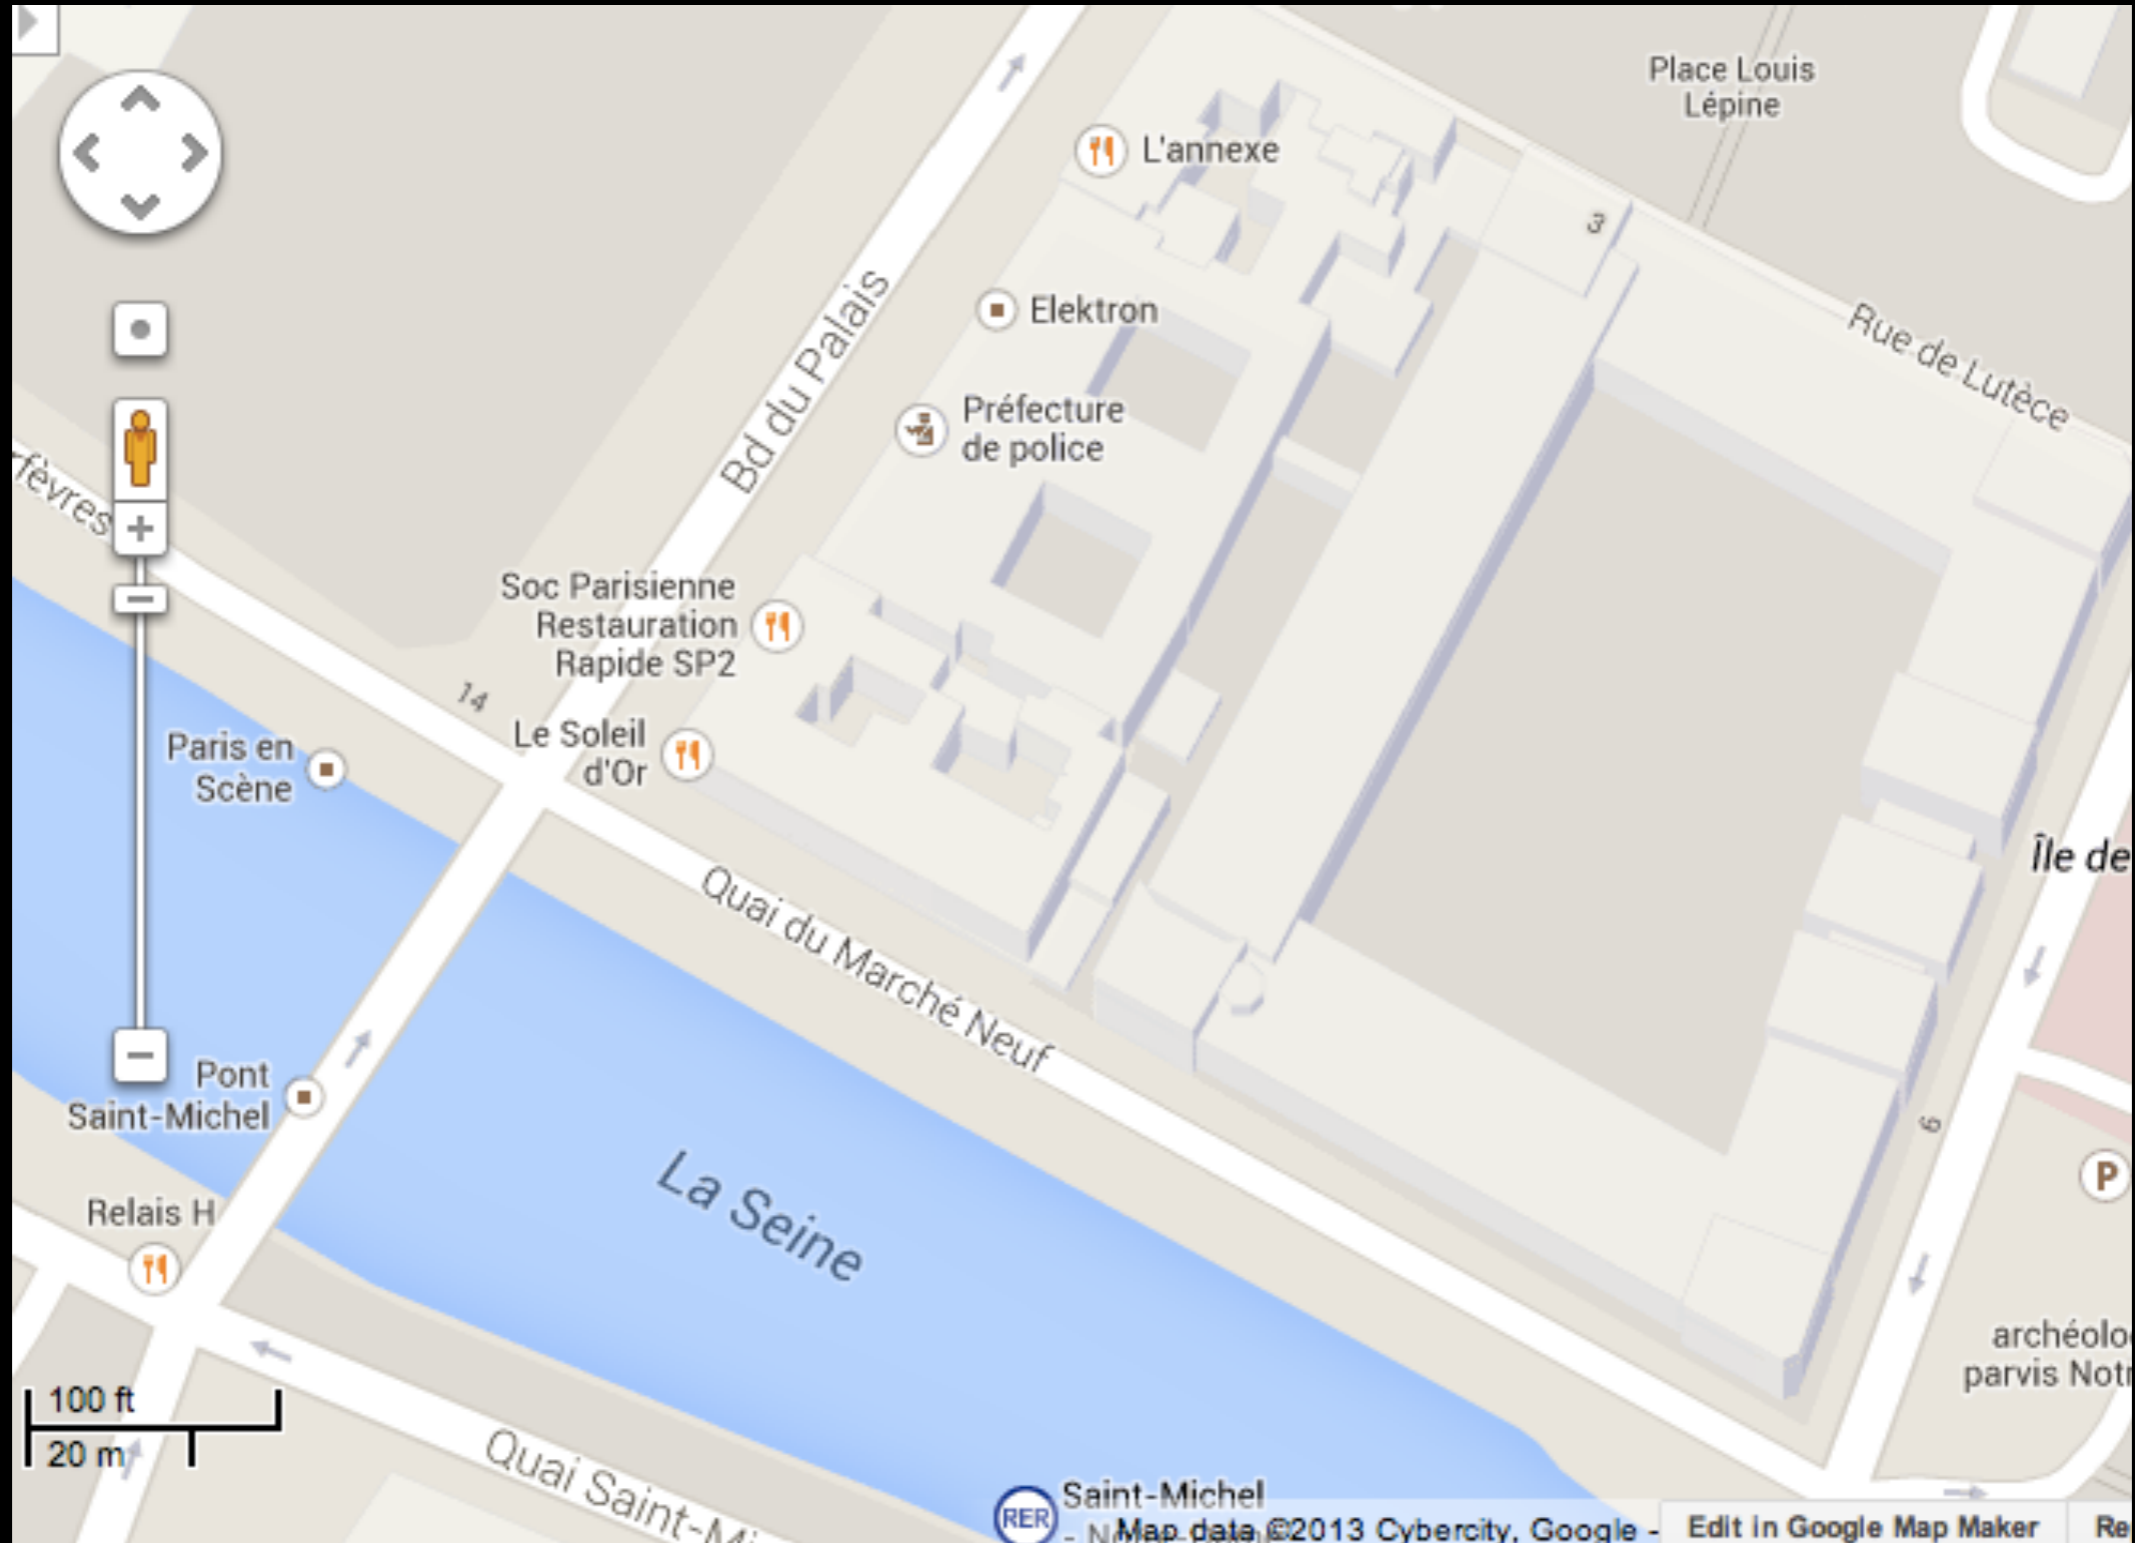 Place Louis
Lépine
L'annexe
3
Elektron
Rue de Lutèce
Bd du Palais
Préfecture
de police
fèvres
Soc Parisienne
Restauration
Rapide SP2
14
Le Soleil
d'Or
Paris en
Scène
Île de
Quai du Marché Neuf
Pont
Saint-Michel
9
P
La Seine
Relais H
archéolo
parvis Notr
100 ft
20 m
Quai Saint-Mi
RER
Saint-Michel
Map data ©2013 Cybercity, Google -
Edit in Google Map Maker
Re